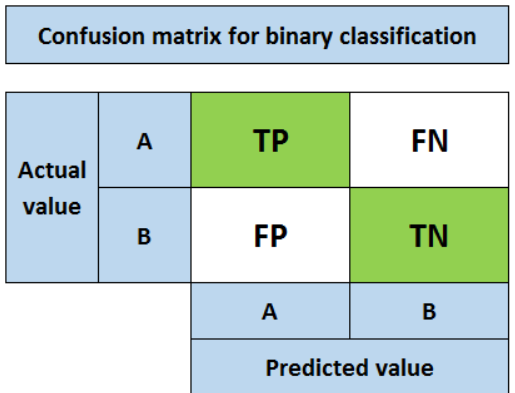 Confusion matrix for binary classification
Actual
value
A
TP
FN
B
FP
TN
A
B
Predicted value